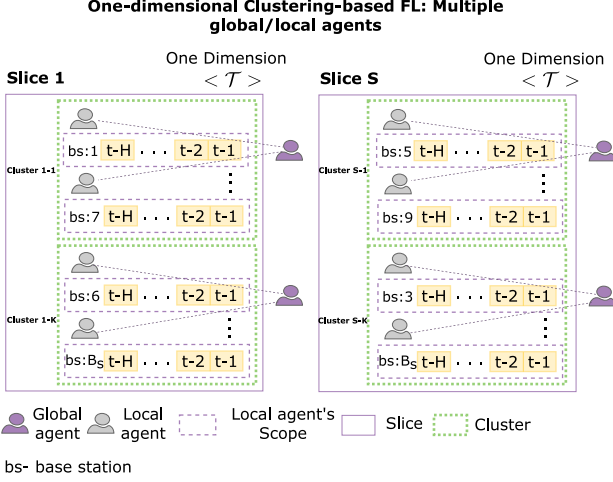 One-dimensional Clustering-based FL: Multiple
global/local agents
One Dimension
< 𝒯 >
Slice 1
Cluster 1-1
bs:1 t-H . . . t-2 t-1
bs:7 t-H . . . t-2 t-1
Cluster 1-K
bs:6 t-H . . . t-2 t-1
bs:Bs t-H . . . t-2 t-1
One Dimension
< 𝒯 >
Slice S
Cluster S-1
bs:5 t-H . . . t-2 t-1
bs:9 t-H . . . t-2 t-1
Cluster S-K
bs:3 t-H . . . t-2 t-1
bs:Bs t-H . . . t-2 t-1
Global
agent
Local
agent
Local agent's
Scope
Slice
Cluster
bs- base station